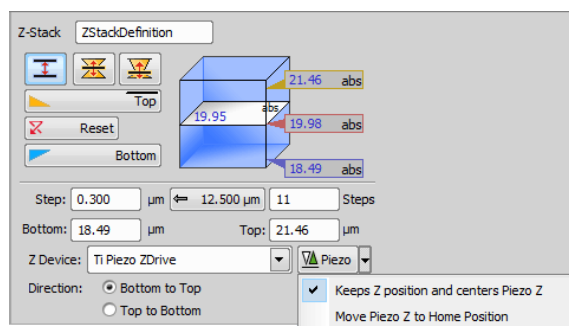 Z-Stack ZStackDefinition
Top
Reset
Bottom
21.46 abs
19.95 abs
19.98 abs
18.49 abs
Step: 0.300 µm 12.500 µm 11 Steps
Bottom: 18.49 µm Top: 21.46 µm
Z Device: Ti Piezo ZDrive Piezo
Direction: Bottom to Top
Top to Bottom
Keeps Z position and centers Piezo Z
Move Piezo Z to Home Position